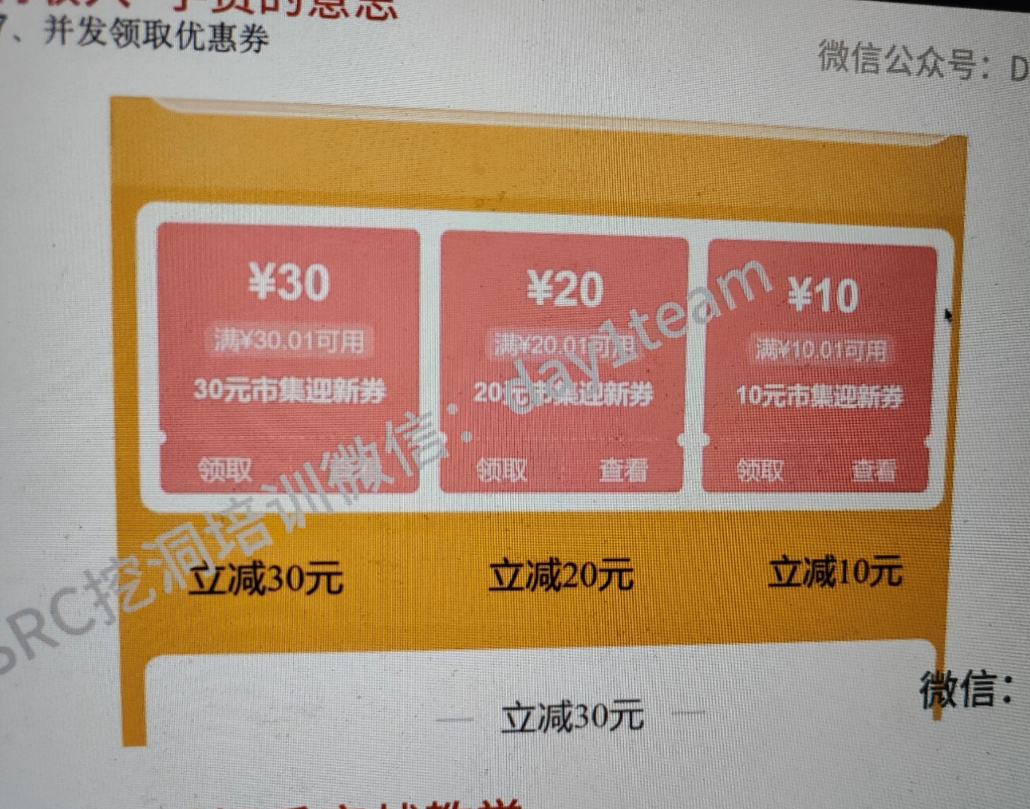 7、并发领取优惠券
微信公众号：D
¥30
¥20
¥10
满¥30.01可用
满¥20.01可用
满¥10.01可用
30元市集迎新券
20元市集迎新券
10元市集迎新券
领取
领取 查看
领取 查看
SRC挖洞培训微信：day1team
立减30元
立减20元
立减10元
微信：
立减30元